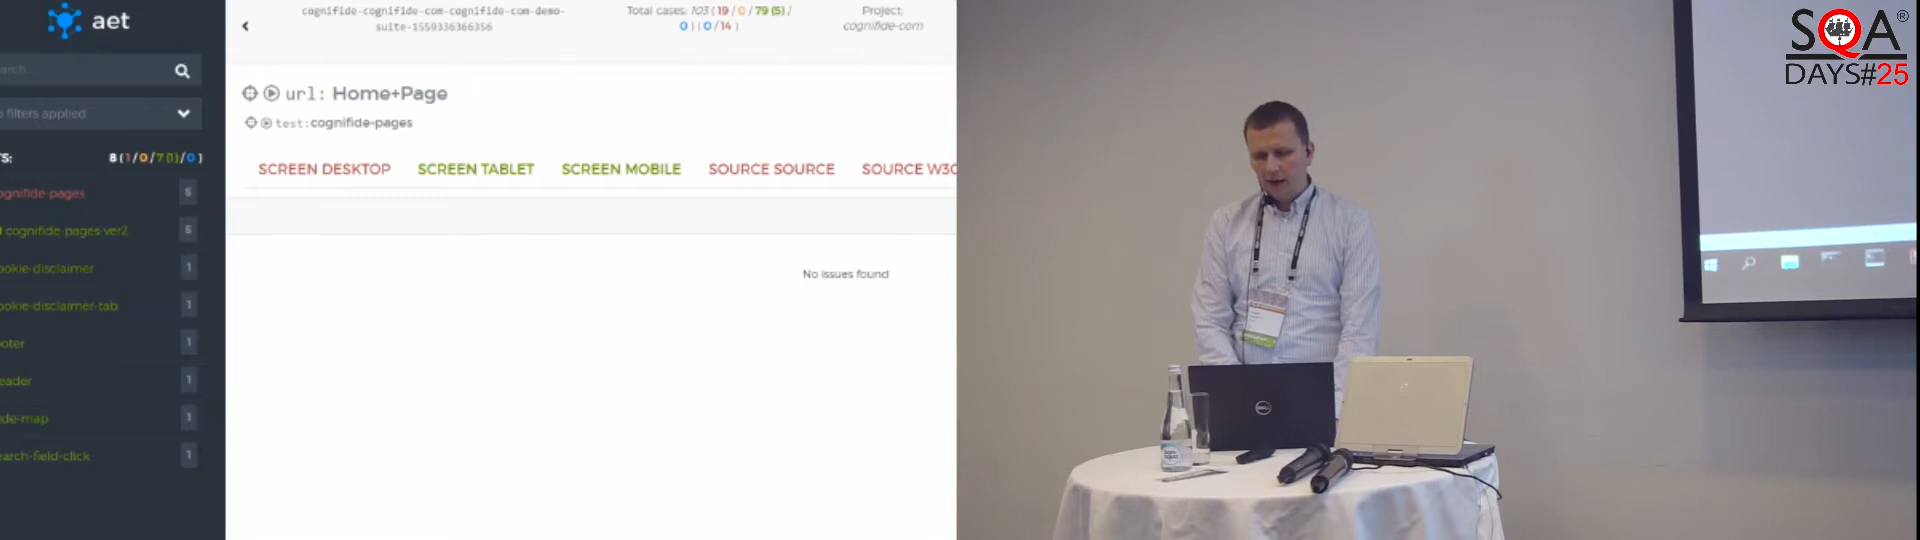 aet
arch...
filters applied
TS:
8 ( 1 / 0 / 7 (1) / 0 )
ognifide-pages
5
cognifide-pages-ver2
5
ookie-disclaimer
1
ookie-disclaimer-tab
1
oter
1
eader
1
ide-map
1
earch-field-click
1
cognifide-cognifide-com-cognifide-com-demo-
suite-1559336366356
Total cases: 103 ( 19 / 0 / 79 (5) /
0 ) ( 0 / 14 )
Project:
cognifide-com
url: Home+Page
test:cognifide-pages
SCREEN DESKTOP
SCREEN TABLET
SCREEN MOBILE
SOURCE SOURCE
SOURCE W3C
No issues found
SQA®
DAYS#25
DELL